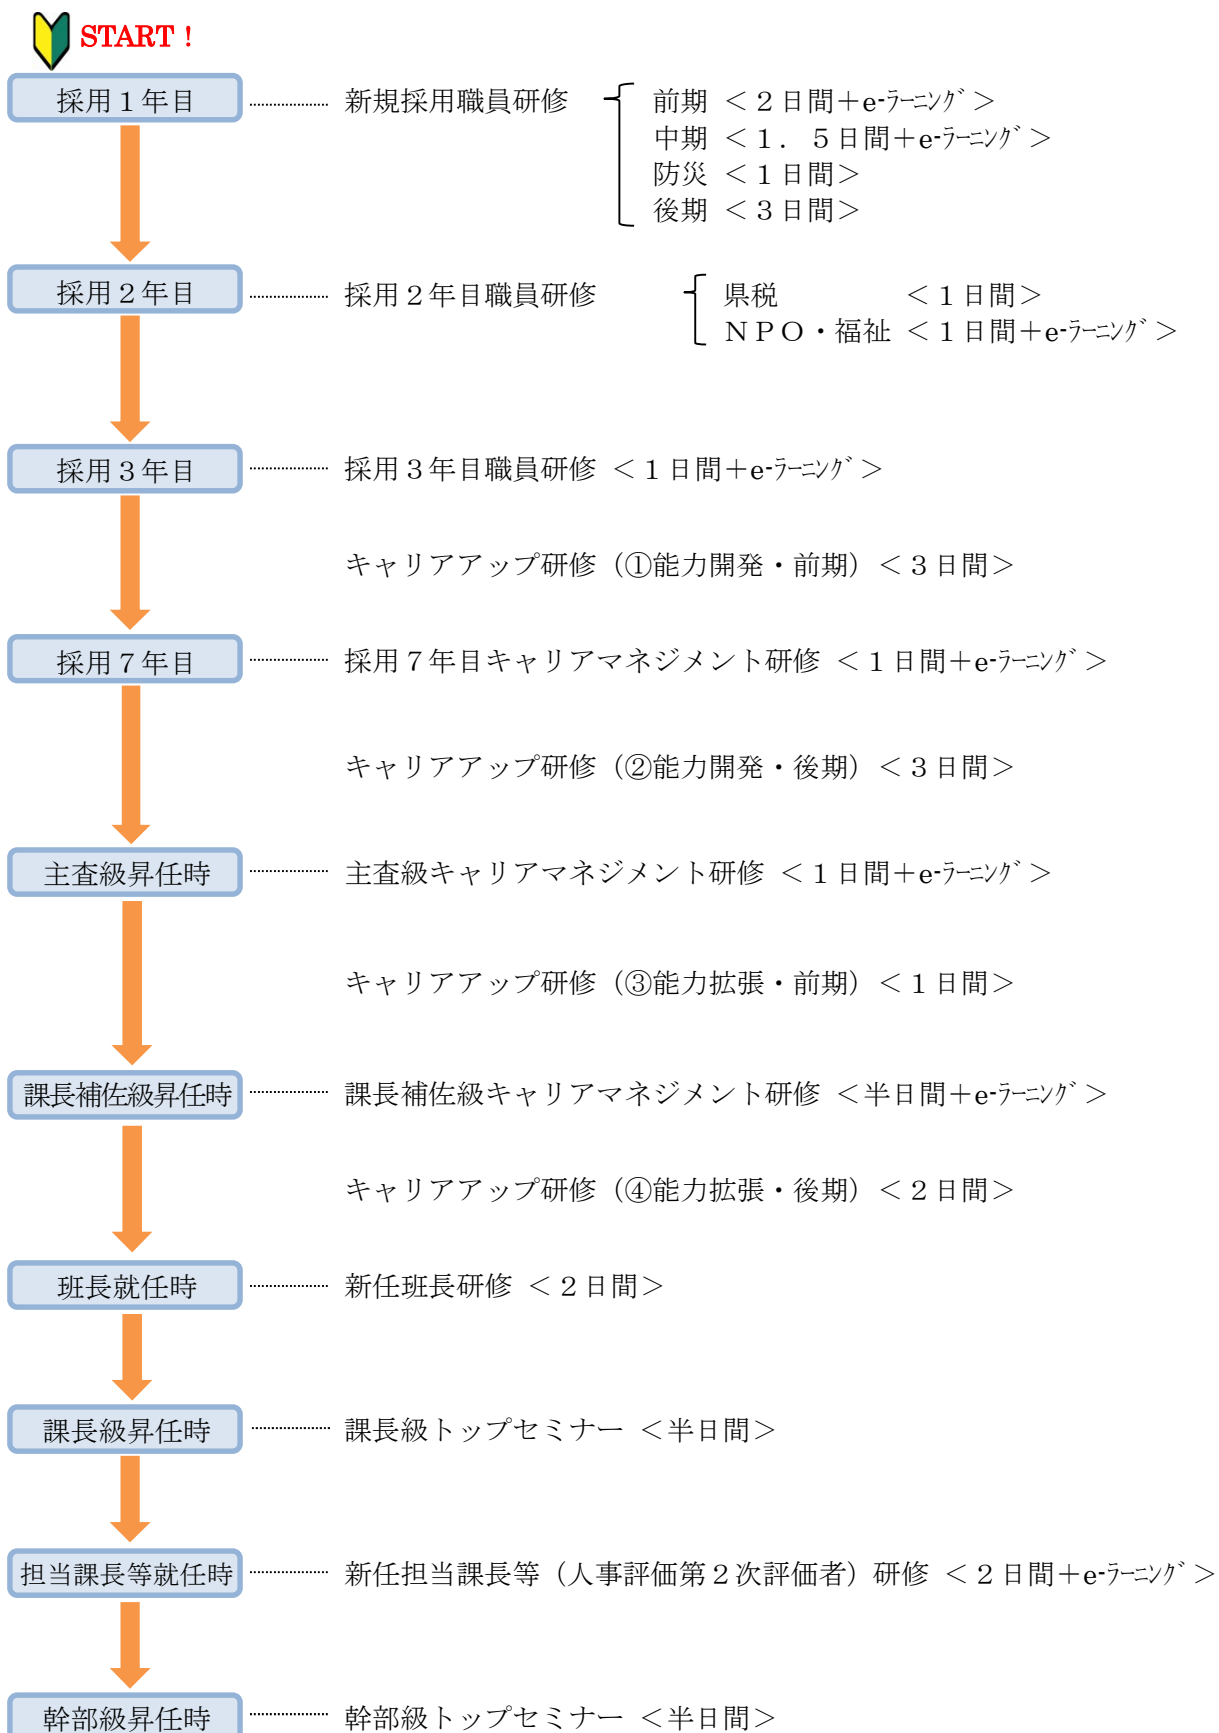 START！
採用１年目 新規採用職員研修 前期 ＜２日間＋e-ﾗｰﾆﾝｸﾞ＞
中期 ＜１．５日間＋e-ﾗｰﾆﾝｸﾞ＞
防災 ＜１日間＞
後期 ＜３日間＞
採用２年目 採用２年目職員研修 県税 ＜１日間＞
ＮＰＯ・福祉 ＜１日間＋e-ﾗｰﾆﾝｸﾞ＞
採用３年目 採用３年目職員研修 ＜１日間＋e-ﾗｰﾆﾝｸﾞ＞
キャリアアップ研修（①能力開発・前期）＜３日間＞
採用７年目 採用７年目キャリアマネジメント研修 ＜１日間＋e-ﾗｰﾆﾝｸﾞ＞
キャリアアップ研修（②能力開発・後期）＜３日間＞
主査級昇任時 主査級キャリアマネジメント研修 ＜１日間＋e-ﾗｰﾆﾝｸﾞ＞
キャリアアップ研修（③能力拡張・前期）＜１日間＞
課長補佐級昇任時 課長補佐級キャリアマネジメント研修 ＜半日間＋e-ﾗｰﾆﾝｸﾞ＞
キャリアアップ研修（④能力拡張・後期）＜２日間＞
班長就任時 新任班長研修 ＜２日間＞
課長級昇任時 課長級トップセミナー ＜半日間＞
担当課長等就任時 新任担当課長等（人事評価第２次評価者）研修 ＜２日間＋e-ﾗｰﾆﾝｸﾞ＞
幹部級昇任時 幹部級トップセミナー ＜半日間＞